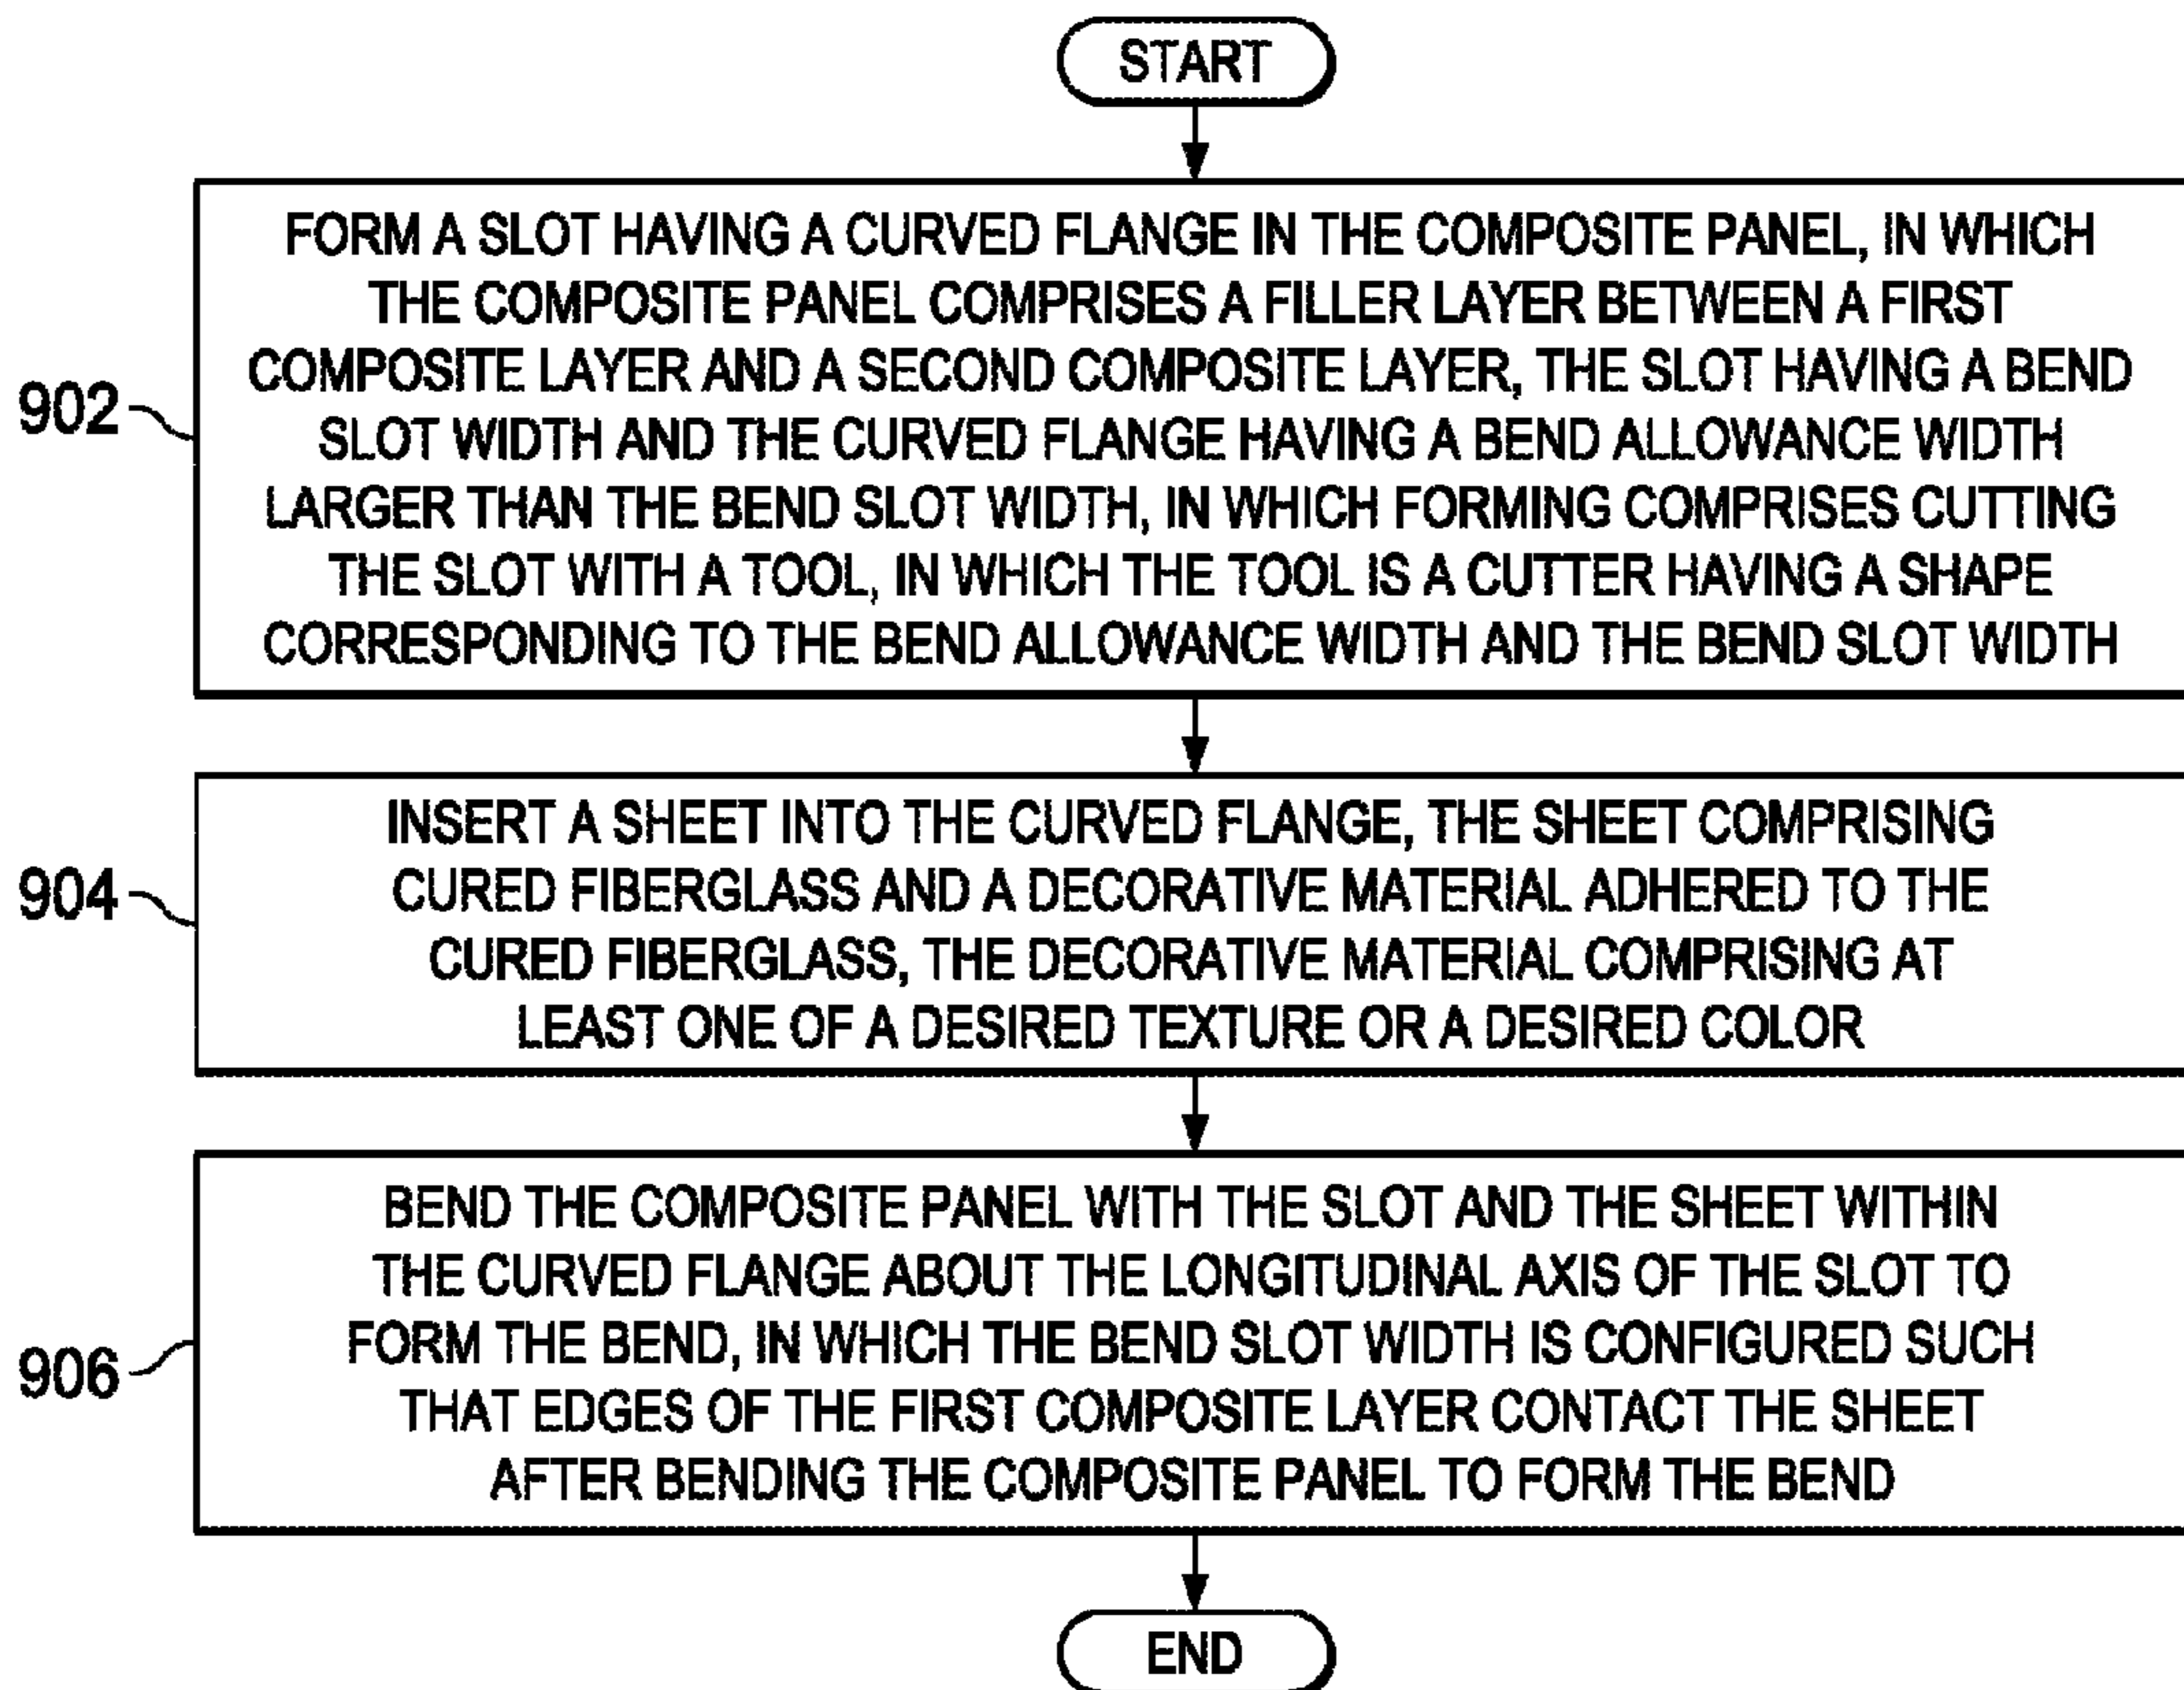 START
FORM A SLOT HAVING A CURVED FLANGE IN THE COMPOSITE PANEL, IN WHICH
THE COMPOSITE PANEL COMPRISES A FILLER LAYER BETWEEN A FIRST
COMPOSITE LAYER AND A SECOND COMPOSITE LAYER, THE SLOT HAVING A BEND
SLOT WIDTH AND THE CURVED FLANGE HAVING A BEND ALLOWANCE WIDTH
LARGER THAN THE BEND SLOT WIDTH, IN WHICH FORMING COMPRISES CUTTING
THE SLOT WITH A TOOL, IN WHICH THE TOOL IS A CUTTER HAVING A SHAPE
CORRESPONDING TO THE BEND ALLOWANCE WIDTH AND THE BEND SLOT WIDTH
902
INSERT A SHEET INTO THE CURVED FLANGE, THE SHEET COMPRISING
CURED FIBERGLASS AND A DECORATIVE MATERIAL ADHERED TO THE
CURED FIBERGLASS, THE DECORATIVE MATERIAL COMPRISING AT
LEAST ONE OF A DESIRED TEXTURE OR A DESIRED COLOR
904
BEND THE COMPOSITE PANEL WITH THE SLOT AND THE SHEET WITHIN
THE CURVED FLANGE ABOUT THE LONGITUDINAL AXIS OF THE SLOT TO
FORM THE BEND, IN WHICH THE BEND SLOT WIDTH IS CONFIGURED SUCH
THAT EDGES OF THE FIRST COMPOSITE LAYER CONTACT THE SHEET
AFTER BENDING THE COMPOSITE PANEL TO FORM THE BEND
906
END